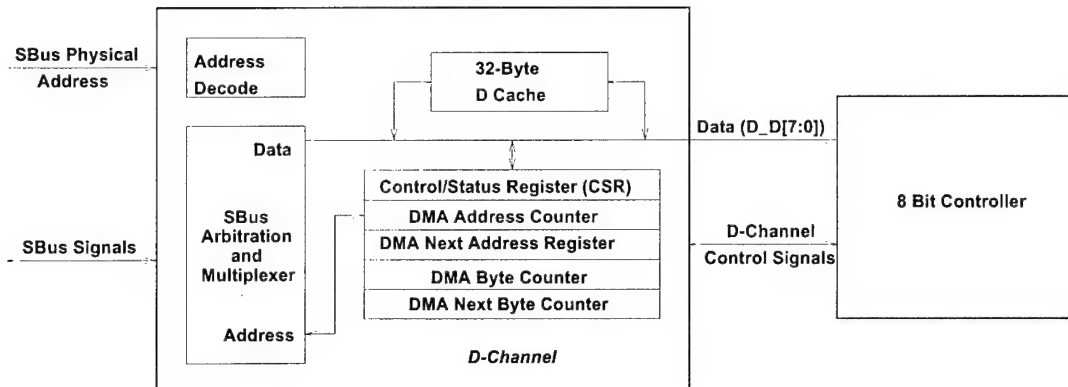 SBus Physical
Address
Address
Decode
32-Byte
D Cache
Data
Data (D_D[7:0])
Control/Status Register (CSR)
DMA Address Counter
DMA Next Address Register
DMA Byte Counter
DMA Next Byte Counter
SBus
Arbitration
and
Multiplexer
SBus Signals
Address
D-Channel
D-Channel
Control Signals
8 Bit Controller